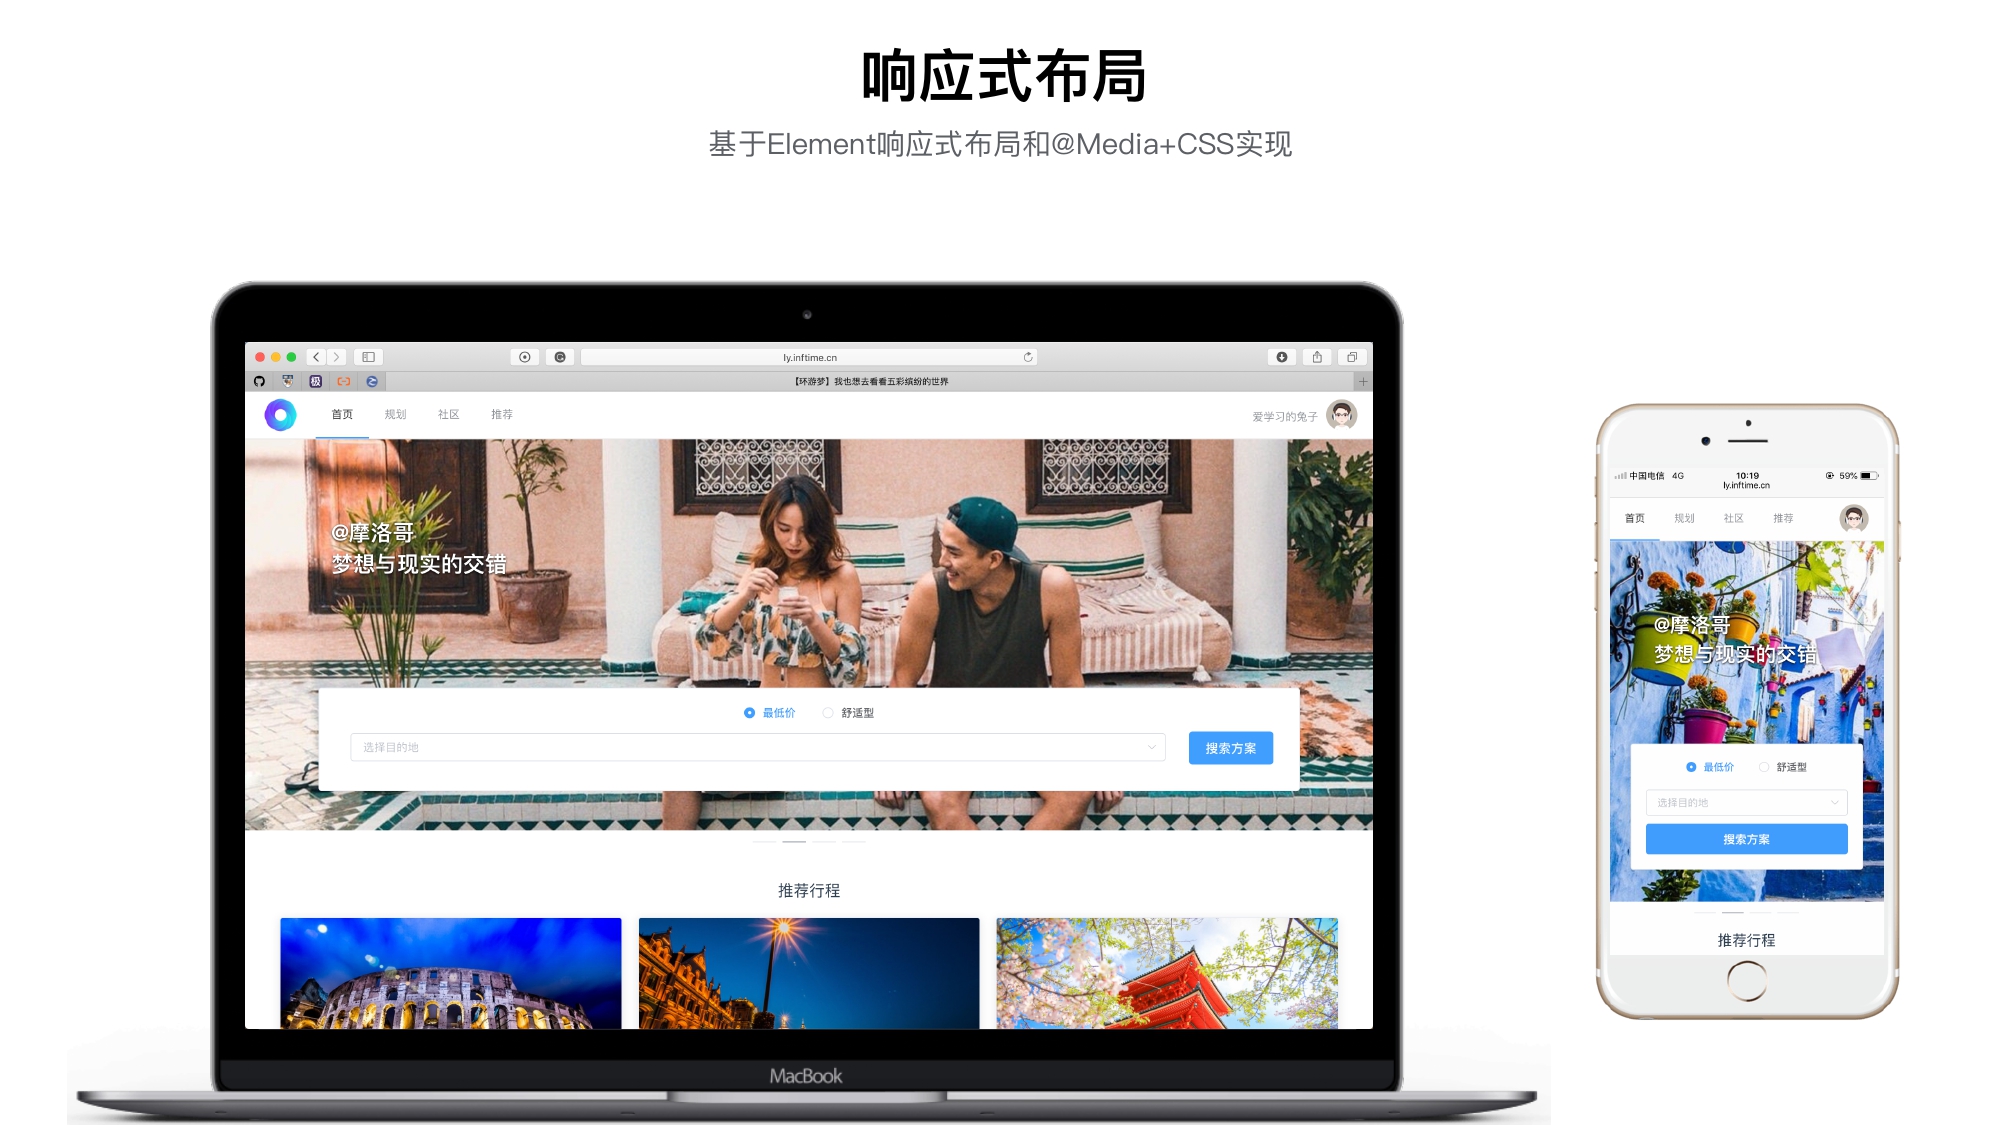 响应式布局
基于Element响应式布局和@Media+CSS实现
ly.inftime.cn
极
【环游梦】我也想去看看五彩缤纷的世界
首页 规划 社区 推荐
爱学习的兔子
@摩洛哥
梦想与现实的交错
最低价 舒适型
选择目的地
搜索方案
推荐行程
MacBook
中国电信 4G 10:19 59%
ly.inftime.cn
首页 规划 社区 推荐
@摩洛哥
梦想与现实的交错
最低价 舒适型
选择目的地
搜索方案
推荐行程